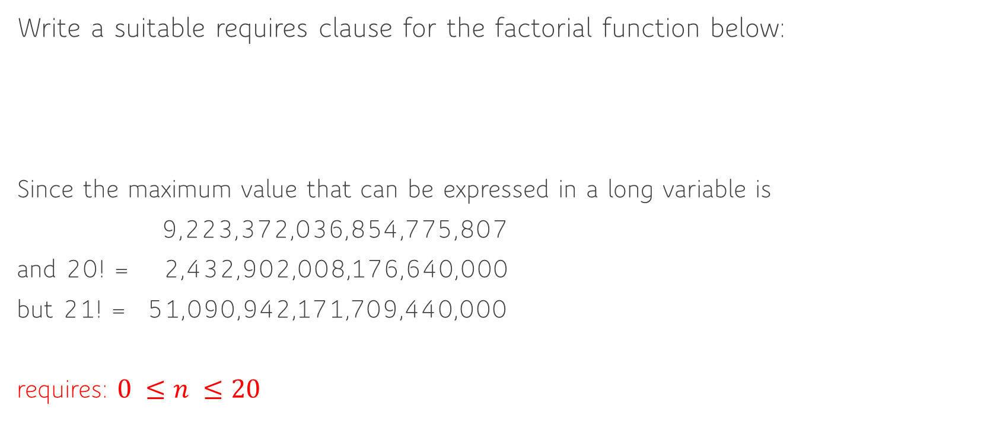 Write a suitable requires clause for the factorial function below:
Since the maximum value that can be expressed in a long variable is
9,223,372,036,854,775,807
and 20! = 2,432,902,008,176,640,000
but 21! = 51,090,942,171,709,440,000
requires: 0 ≤ n ≤ 20